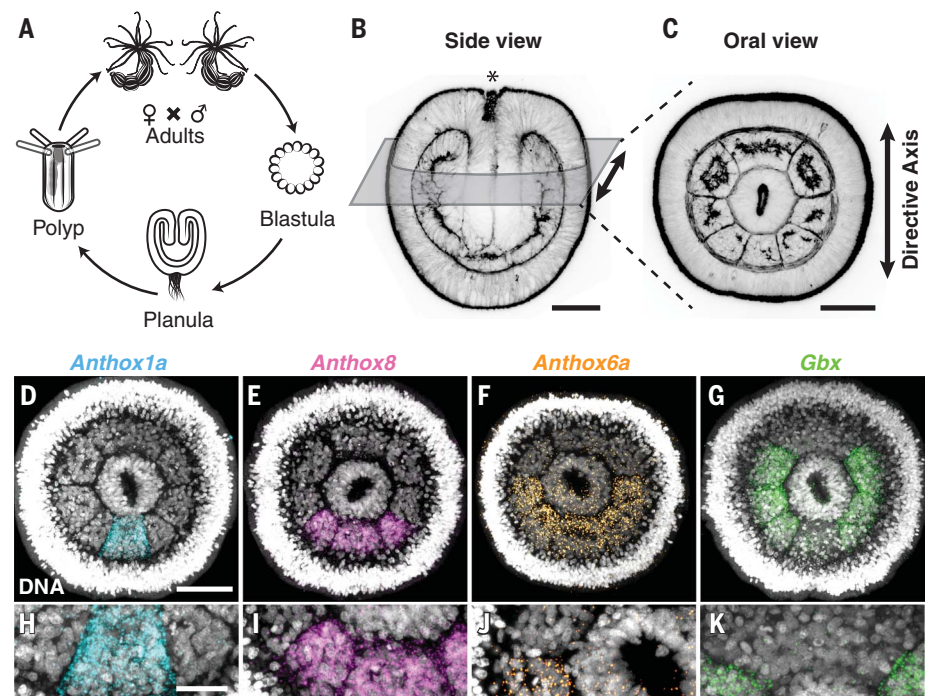 A
♀ × ♂
Adults
Blastula
Planula
Polyp
B
Side view
*
C
Oral view
Directive Axis
Anthox1a
Anthox8
Anthox6a
Gbx
D
DNA
E
F
G
H
I
J
K